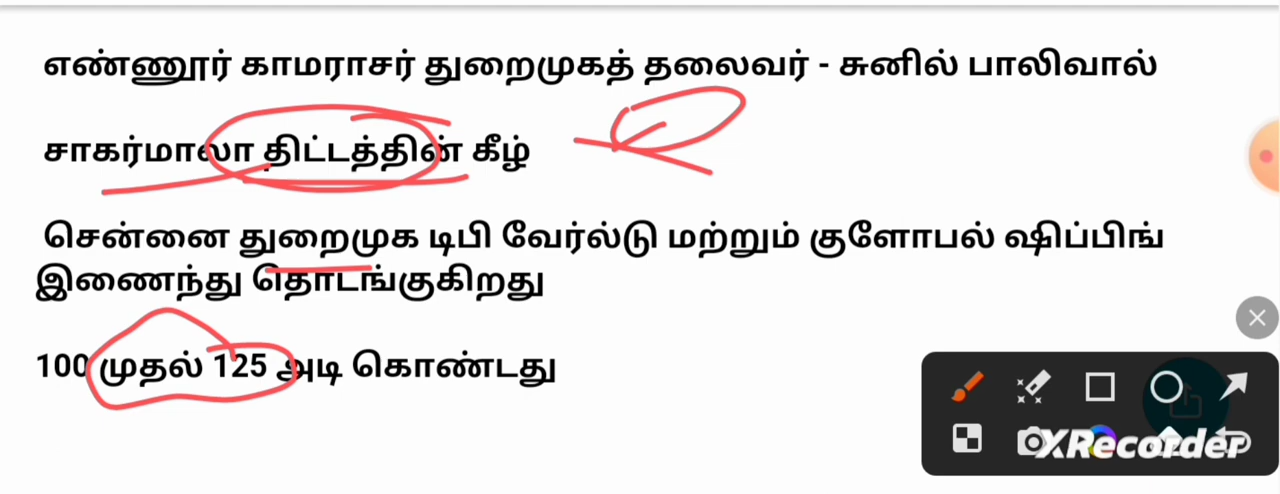 எண்ணூர் காமராசர் துறைமுகத் தலைவர் - சுனில் பாலிவால்
சாகர்மாலா திட்டத்தின் கீழ்
சென்னை துறைமுக டிபி வேர்ல்டு மற்றும் குளோபல் ஷிப்பிங்
இணைந்து தொடங்குகிறது
100 முதல் 125 அடி கொண்டது
XRecorder